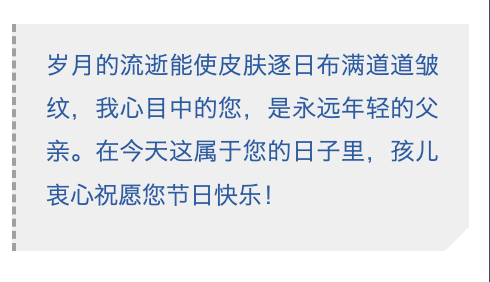 岁月的流逝能使皮肤逐日布满道道皱
纹，我心目中的您，是永远年轻的父
亲。在今天这属于您的日子里，孩儿
衷心祝愿您节日快乐！